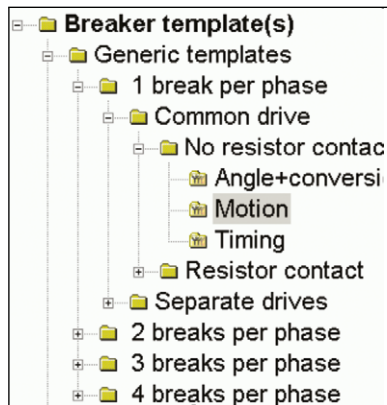 Breaker template(s)
Generic templates
1 break per phase
Common drive
No resistor contac
Angle+conversi
Motion
Timing
Resistor contact
Separate drives
2 breaks per phase
3 breaks per phase
4 breaks per phase